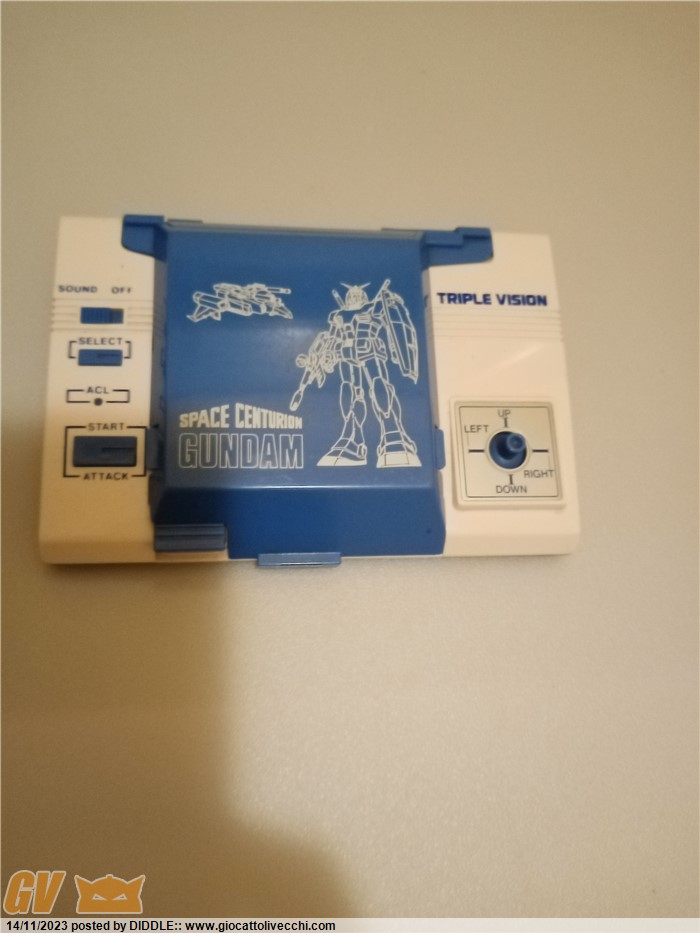 SOUND OFF
SELECT
ACL
START
ATTACK
SPACE CENTURION
GUNDAM
TRIPLE VISION
UP
LEFT
RIGHT
DOWN
GV
14/11/2023 posted by DIDDLE:: www.giocattolivecchi.com